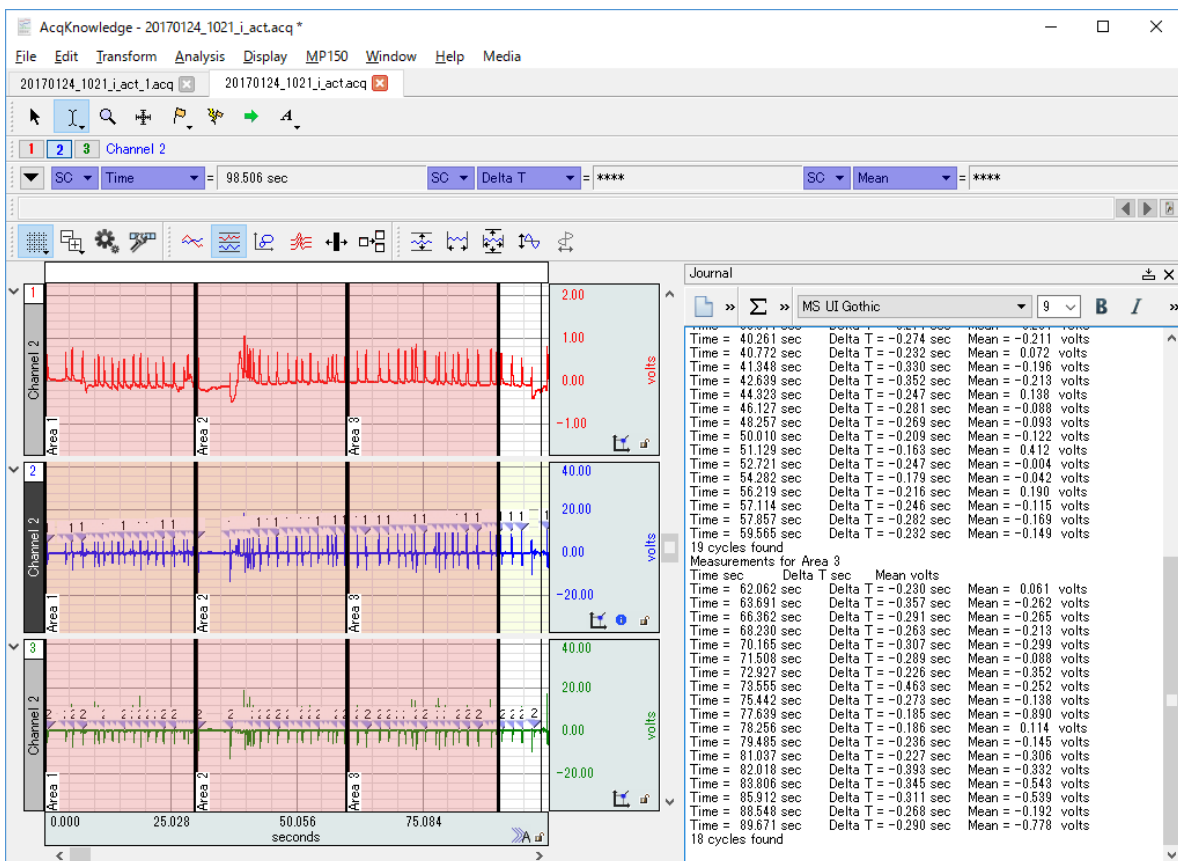 AcqKnowledge - 20170124_1021_i_act.acq *
File Edit Transform Analysis Display MP150 Window Help Media
20170124_1021_i_act_1.acq 20170124_1021_i_act.acq
1 2 3 Channel 2
SC Time = 98.506 sec SC Delta T = **** SC Mean = ****
Journal
» Σ » MS UI Gothic 9 B I »
1
Channel 2
Area 1
Area 2
Area 3
2.00
1.00
0.00
-1.00
volts
2
Channel 2
Area 1
Area 2
Area 3
40.00
20.00
0.00
-20.00
volts
3
Channel 2
Area 1
Area 2
Area 3
40.00
20.00
0.00
-20.00
volts
0.000 25.028 50.056 75.084
seconds
Time = 40.261 sec Delta T = -0.274 sec Mean = -0.211 volts
Time = 40.772 sec Delta T = -0.232 sec Mean = 0.072 volts
Time = 41.348 sec Delta T = -0.330 sec Mean = -0.196 volts
Time = 42.639 sec Delta T = -0.352 sec Mean = -0.213 volts
Time = 44.323 sec Delta T = -0.247 sec Mean = 0.138 volts
Time = 46.127 sec Delta T = -0.281 sec Mean = -0.088 volts
Time = 48.257 sec Delta T = -0.269 sec Mean = -0.093 volts
Time = 50.010 sec Delta T = -0.209 sec Mean = -0.122 volts
Time = 51.129 sec Delta T = -0.163 sec Mean = 0.412 volts
Time = 52.721 sec Delta T = -0.247 sec Mean = -0.004 volts
Time = 54.282 sec Delta T = -0.179 sec Mean = -0.042 volts
Time = 56.219 sec Delta T = -0.216 sec Mean = 0.190 volts
Time = 57.114 sec Delta T = -0.246 sec Mean = -0.115 volts
Time = 57.857 sec Delta T = -0.282 sec Mean = -0.169 volts
Time = 59.565 sec Delta T = -0.232 sec Mean = -0.149 volts
19 cycles found
Measurements for Area 3
Time sec Delta T sec Mean volts
Time = 62.062 sec Delta T = -0.230 sec Mean = 0.061 volts
Time = 63.691 sec Delta T = -0.357 sec Mean = -0.262 volts
Time = 66.362 sec Delta T = -0.291 sec Mean = -0.265 volts
Time = 68.230 sec Delta T = -0.263 sec Mean = -0.213 volts
Time = 70.165 sec Delta T = -0.307 sec Mean = -0.299 volts
Time = 71.508 sec Delta T = -0.289 sec Mean = -0.088 volts
Time = 72.927 sec Delta T = -0.226 sec Mean = -0.352 volts
Time = 73.555 sec Delta T = -0.463 sec Mean = -0.252 volts
Time = 75.442 sec Delta T = -0.273 sec Mean = -0.138 volts
Time = 77.639 sec Delta T = -0.185 sec Mean = -0.890 volts
Time = 78.256 sec Delta T = -0.186 sec Mean = 0.114 volts
Time = 79.485 sec Delta T = -0.236 sec Mean = -0.145 volts
Time = 81.037 sec Delta T = -0.227 sec Mean = -0.306 volts
Time = 82.018 sec Delta T = -0.393 sec Mean = -0.332 volts
Time = 83.806 sec Delta T = -0.345 sec Mean = -0.543 volts
Time = 85.912 sec Delta T = -0.311 sec Mean = -0.539 volts
Time = 88.548 sec Delta T = -0.268 sec Mean = -0.192 volts
Time = 89.671 sec Delta T = -0.290 sec Mean = -0.778 volts
18 cycles found